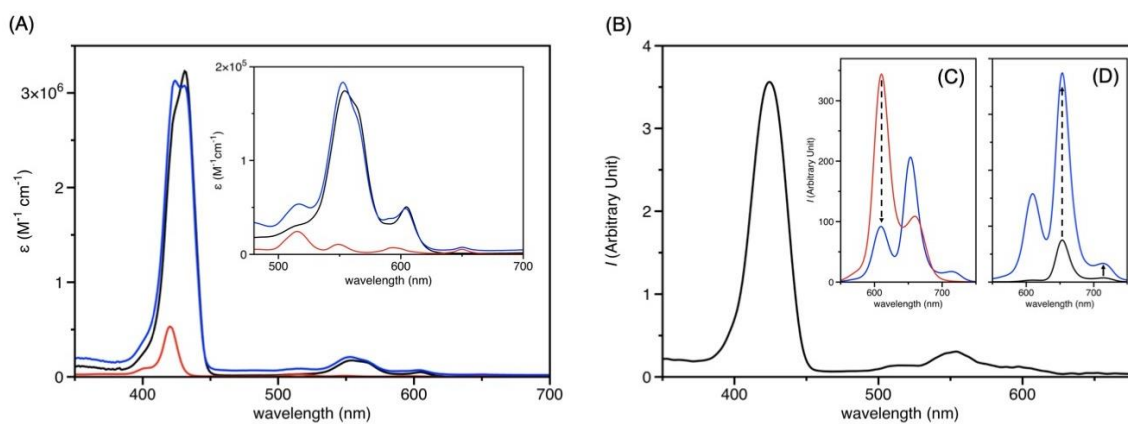 (A)
ε (M⁻¹ cm⁻¹)
3×10⁶
2
1
0
400
500
600
700
wavelength (nm)
ε (M⁻¹cm⁻¹)
2×10⁵
1
0
500
600
700
wavelength (nm)
(B)
I (Arbitrary Unit)
4
3
2
1
0
400
500
600
wavelength (nm)
(C)
I (Arbitrary Unit)
300
200
100
0
600
700
wavelength (nm)
(D)
600
700
wavelength (nm)